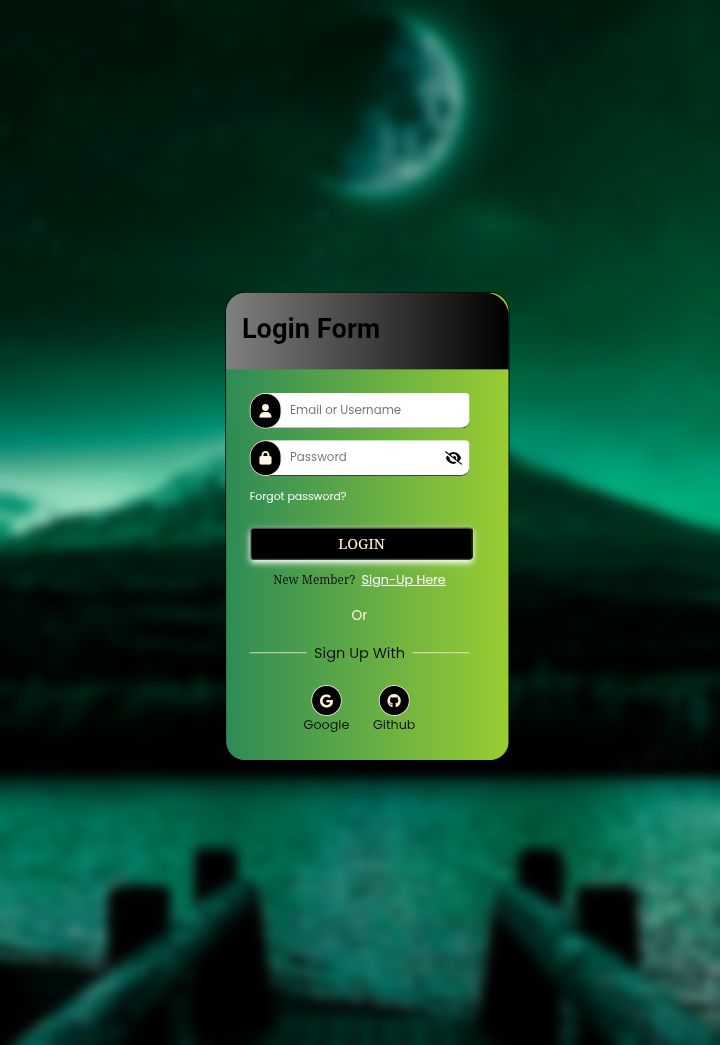 Login Form
Email or Username
Password
Forgot password?
LOGIN
New Member? Sign-Up Here
Or
Sign Up With
Google Github